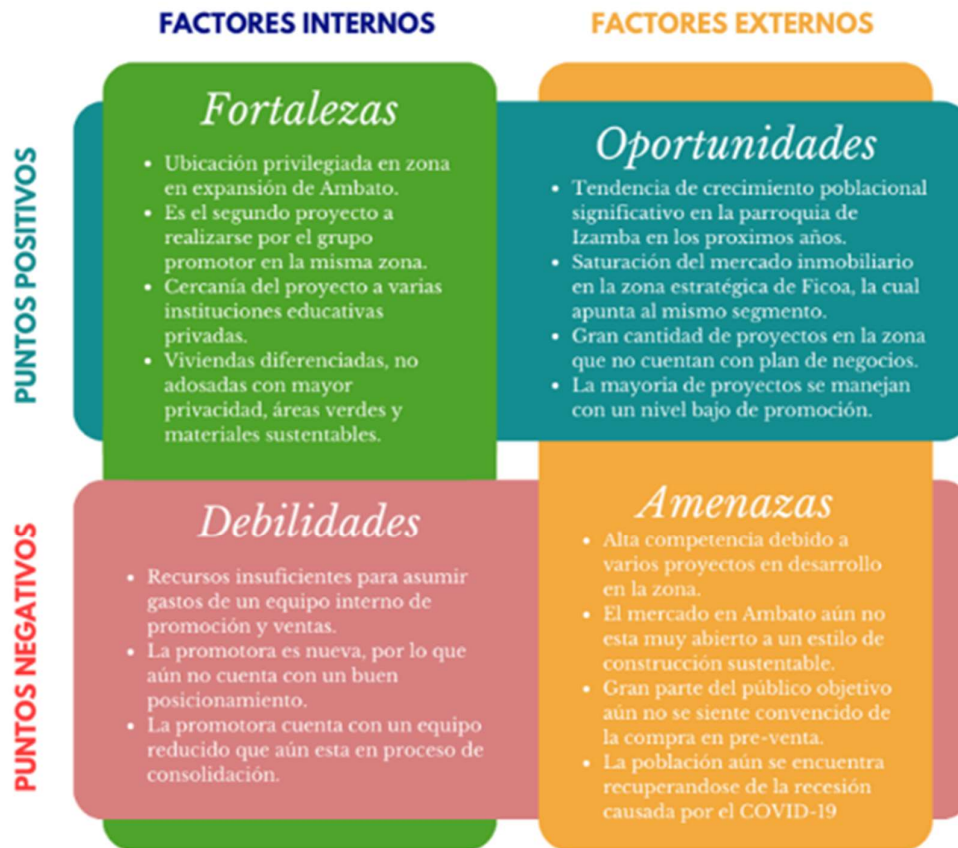 FACTORES INTERNOS
FACTORES EXTERNOS
PUNTOS POSITIVOS
Fortalezas
• Ubicación privilegiada en zona
en expansión de Ambato.
• Es el segundo proyecto a
realizarse por el grupo
promotor en la misma zona.
• Cercanía del proyecto a varias
instituciones educativas
privadas.
• Viviendas diferenciadas, no
adosadas con mayor
privacidad, áreas verdes y
materiales sustentables.
Oportunidades
• Tendencia de crecimiento poblacional
significativo en la parroquia de
Izamba en los proximos años.
• Saturación del mercado inmobiliario
en la zona estratégica de Ficoa, la cual
apunta al mismo segmento.
• Gran cantidad de proyectos en la zona
que no cuentan con plan de negocios.
• La mayoria de proyectos se manejan
con un nivel bajo de promoción.
PUNTOS NEGATIVOS
Debilidades
• Recursos insuficientes para asumir
gastos de un equipo interno de
promoción y ventas.
• La promotora es nueva, por lo que
aún no cuenta con un buen
posicionamiento.
• La promotora cuenta con un equipo
reducido que aún esta en proceso de
consolidación.
Amenazas
• Alta competencia debido a
varios proyectos en desarrollo
en la zona.
• El mercado en Ambato aún no
esta muy abierto a un estilo de
construcción sustentable.
• Gran parte del público objetivo
aún no se siente convencido de
la compra en pre-venta.
• La población aún se encuentra
recuperandose de la recesión
causada por el COVID-19